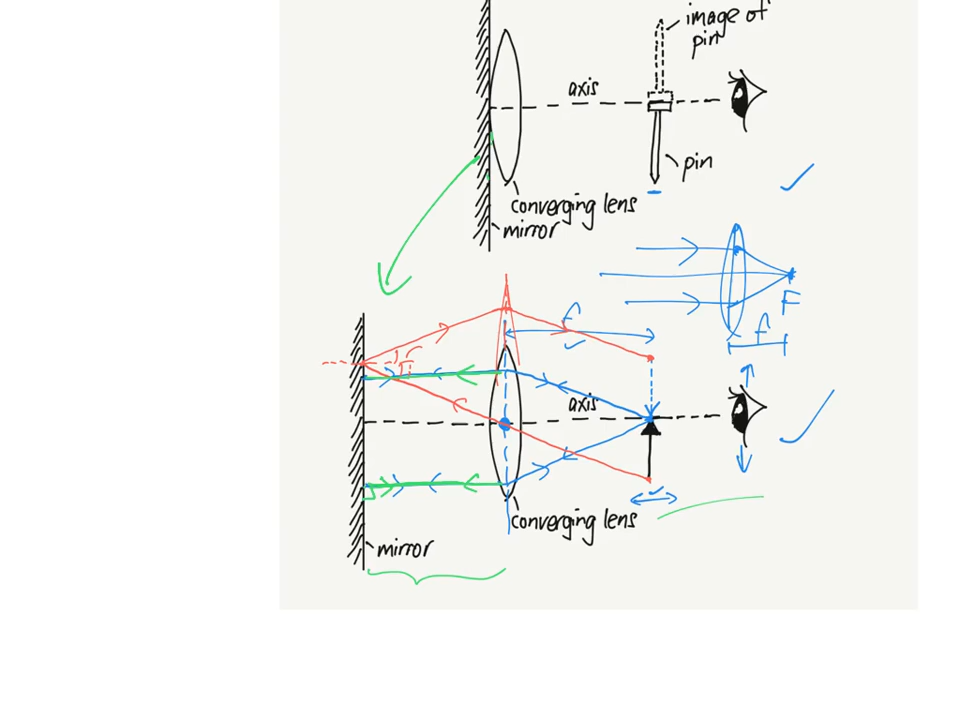 image of
pin
axis
pin
converging lens
mirror
F
f
f
i r
axis
converging lens
mirror